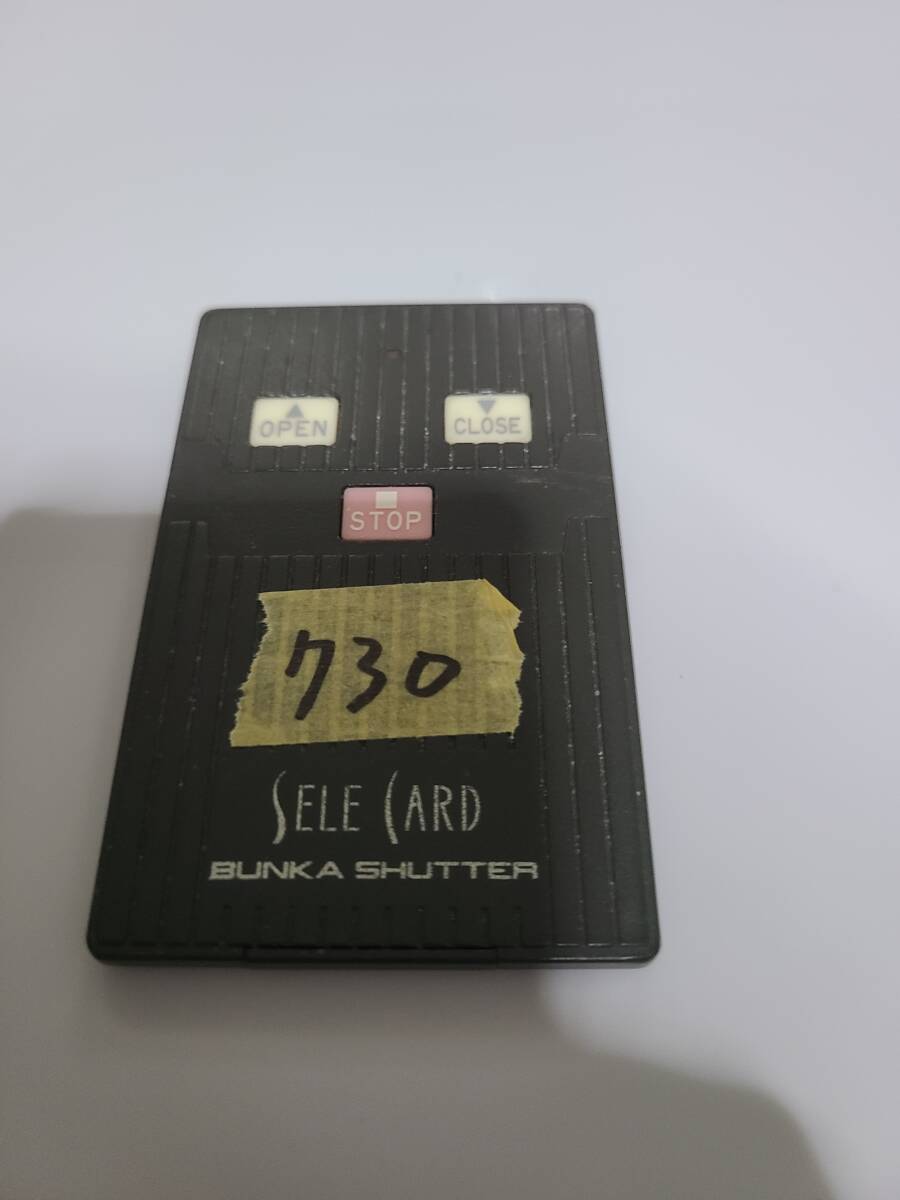 ▲
OPEN
▼
CLOSE
■
STOP
730
SELE CARD
BUNKA SHUTTER